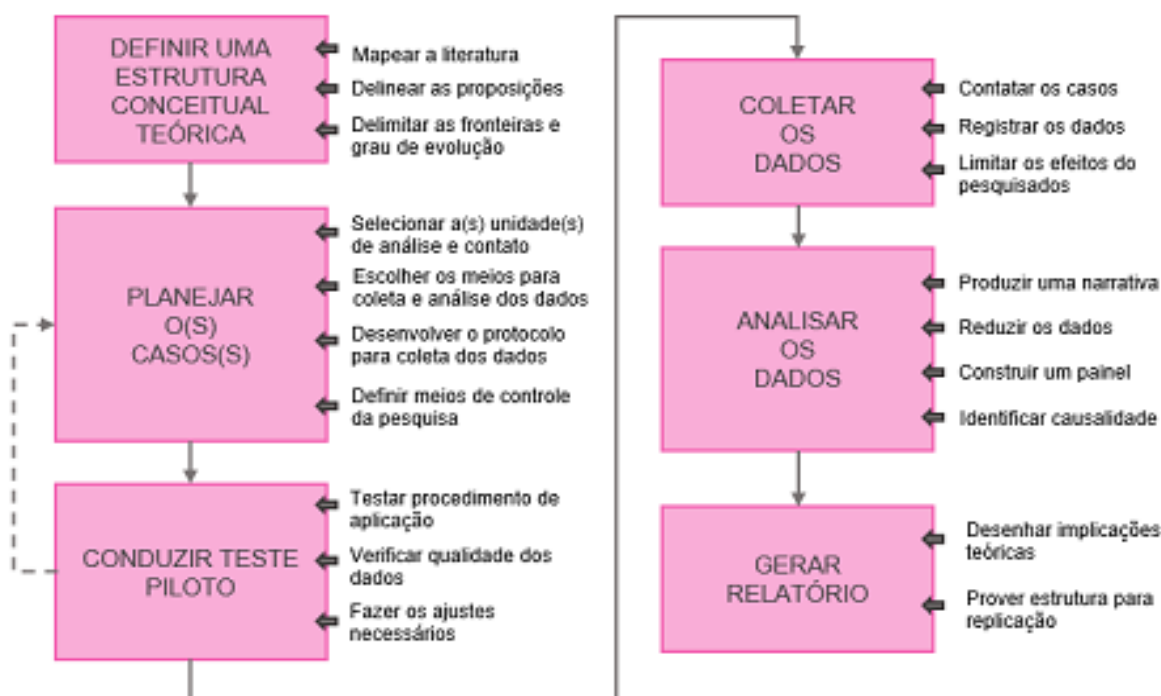 DEFINIR UMA
ESTRUTURA
CONCEITUAL
TEÓRICA
Mapear a literatura
Delinear as proposições
Delimitar as fronteiras e
grau de evolução
PLANEJAR
O(S)
CASOS(S)
Selecionar a(s) unidade(s)
de análise e contato
Escolher os meios para
coleta e análise dos dados
Desenvolver o protocolo
para coleta dos dados
Definir meios de controle
da pesquisa
CONDUZIR TESTE
PILOTO
Testar procedimento de
aplicação
Verificar qualidade dos
dados
Fazer os ajustes
necessários
COLETAR
OS
DADOS
Contatar os casos
Registrar os dados
Limitar os efeitos do
pesquisados
ANALISAR
OS
DADOS
Produzir uma narrativa
Reduzir os dados
Construir um painel
Identificar causalidade
GERAR
RELATÓRIO
Desenhar implicações
teóricas
Prover estrutura para
replicação